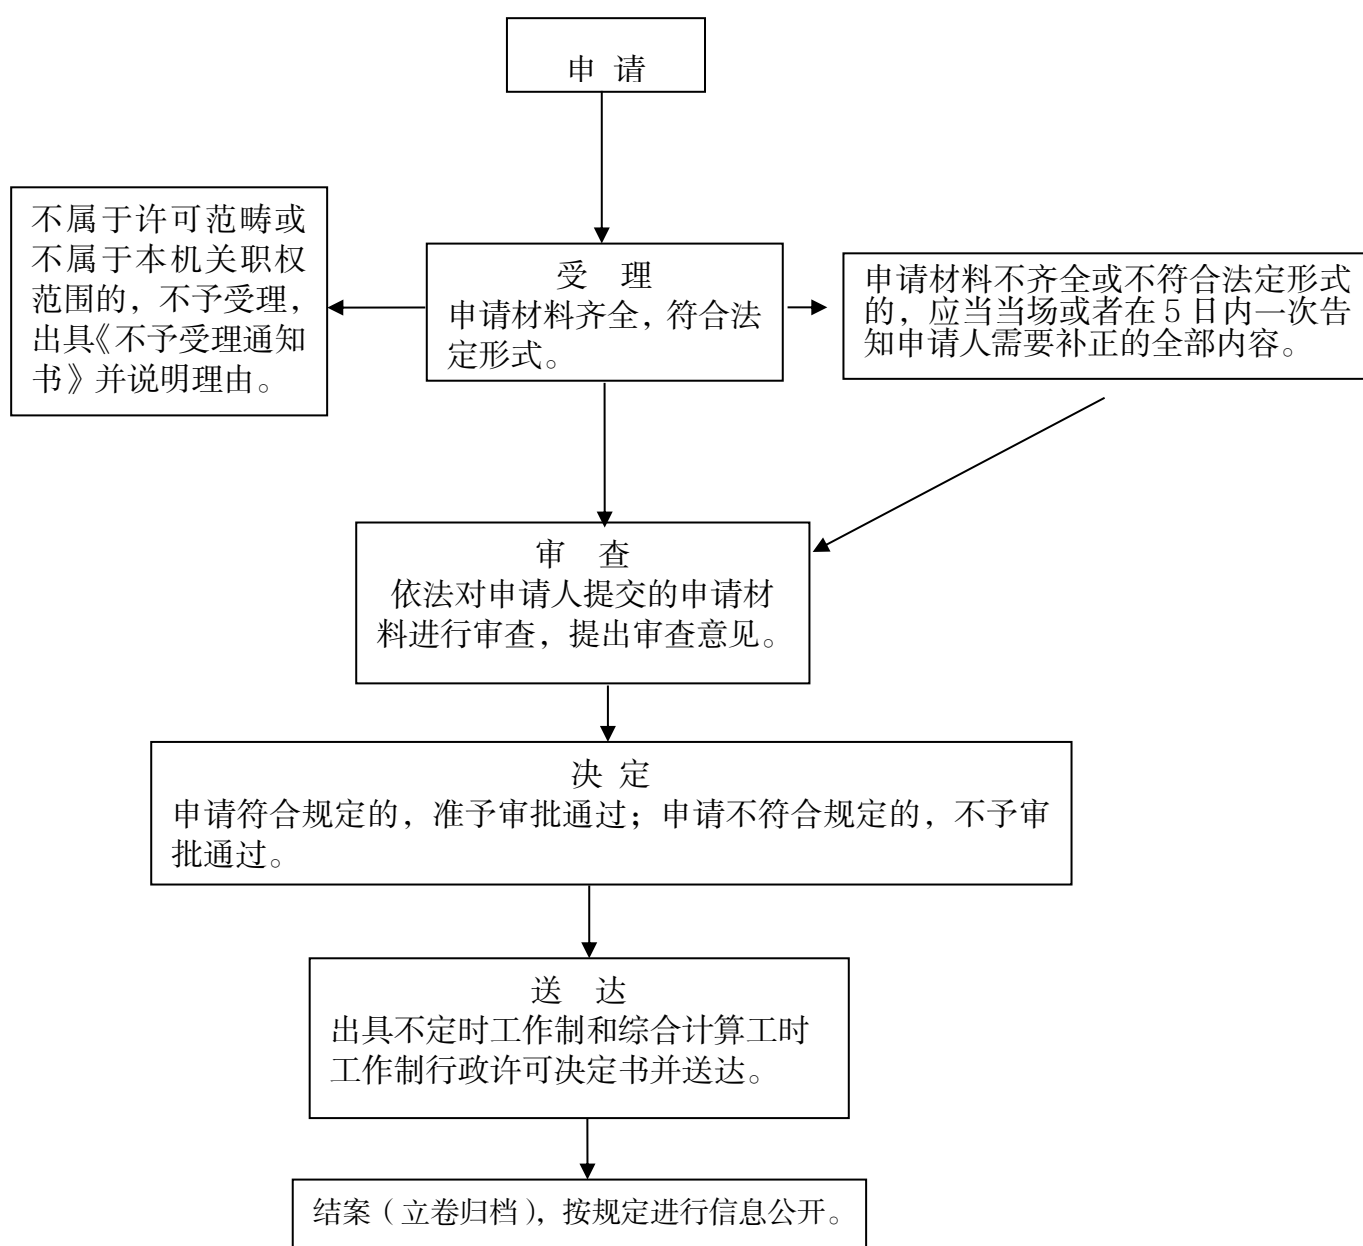 申 请
不属于许可范畴或
不属于本机关职权
范围的，不予受理，
出具《不予受理通知
书》并说明理由。
受 理
申请材料齐全，符合法
定形式。
申请材料不齐全或不符合法定形式
的，应当当场或者在 5 日内一次告
知申请人需要补正的全部内容。
审 查
依法对申请人提交的申请材
料进行审查，提出审查意见。
决 定
申请符合规定的，准予审批通过；申请不符合规定的，不予审
批通过。
送 达
出具不定时工作制和综合计算工时
工作制行政许可决定书并送达。
结案（立卷归档），按规定进行信息公开。